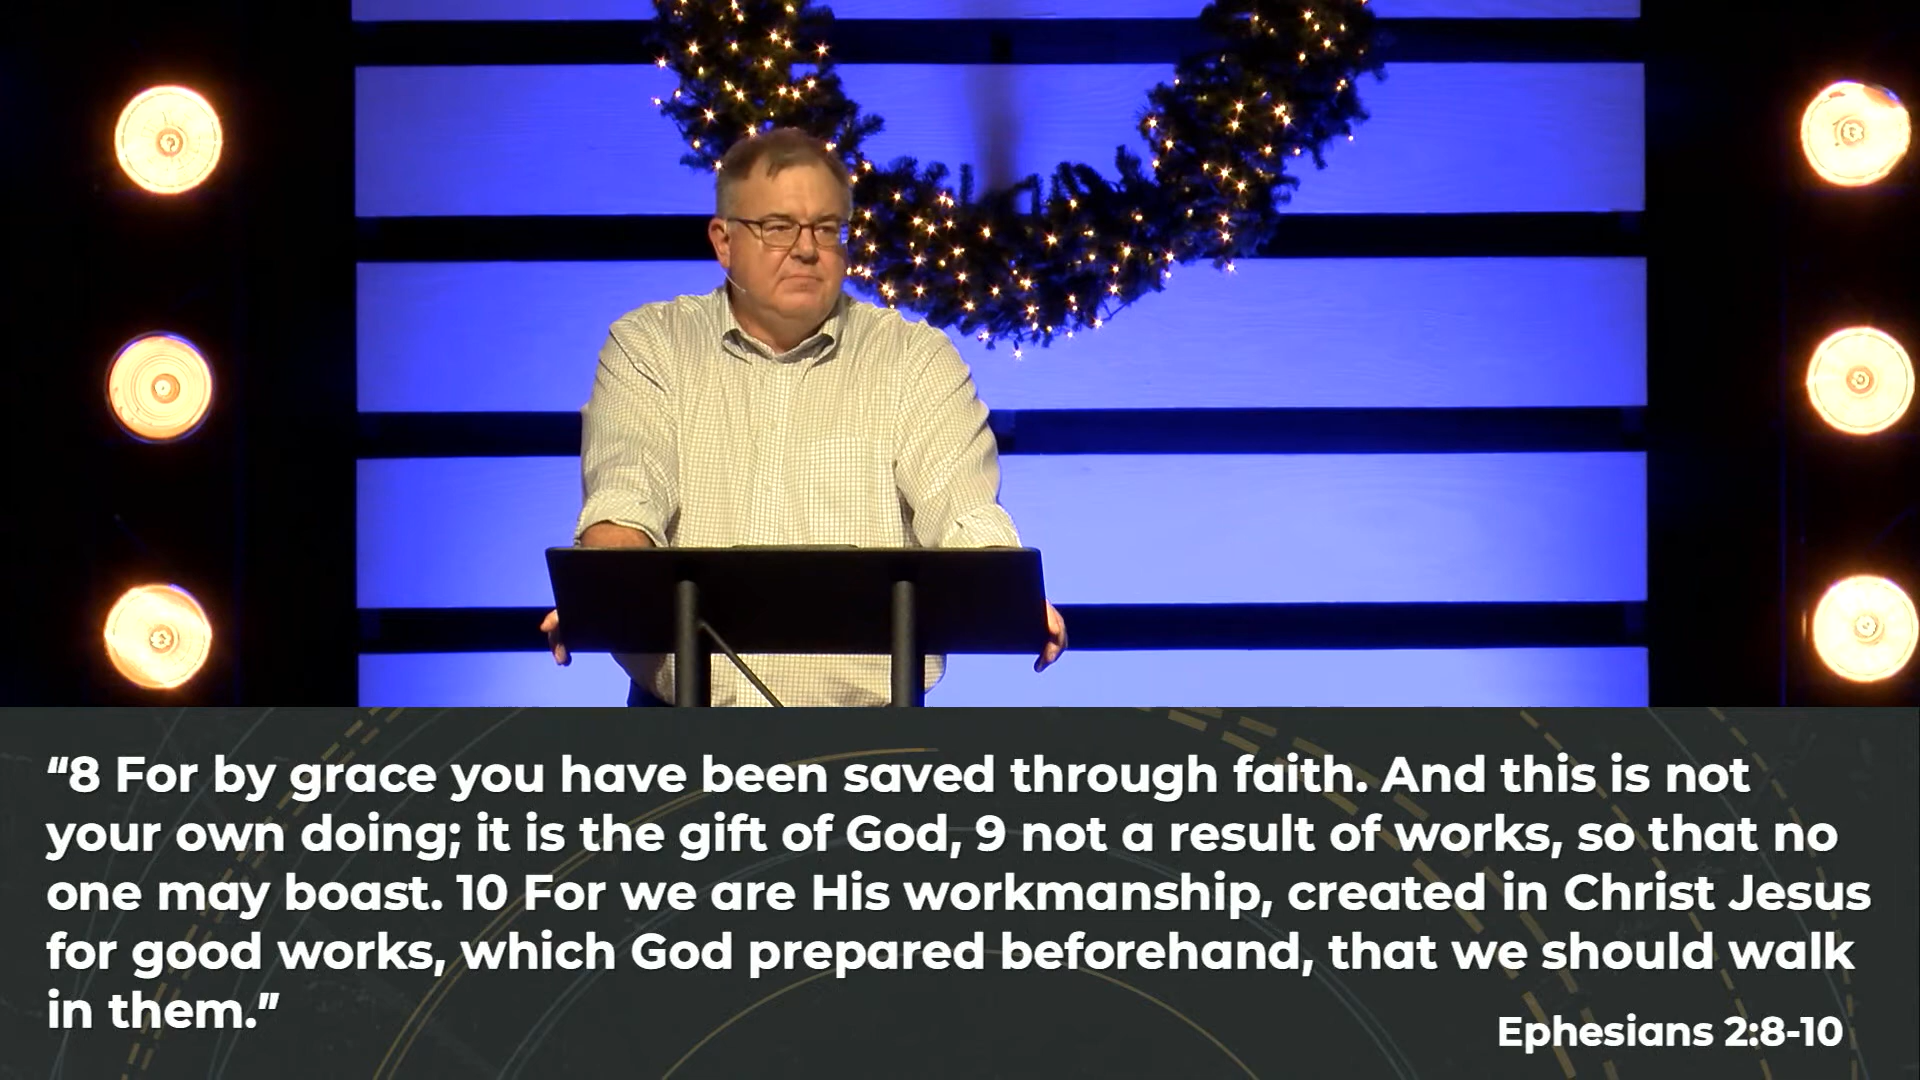 “8 For by grace you have been saved through faith. And this is not
your own doing; it is the gift of God, 9 not a result of works, so that no
one may boast. 10 For we are His workmanship, created in Christ Jesus
for good works, which God prepared beforehand, that we should walk
in them.”
Ephesians 2:8-10